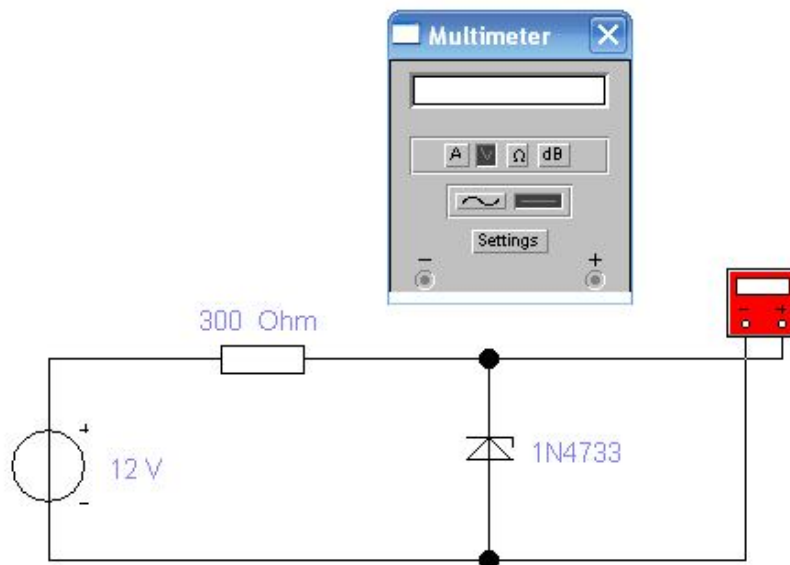 Multimeter
A V Ω dB
Settings
- +
300 Ohm
- +
+
12 V
-
1N4733